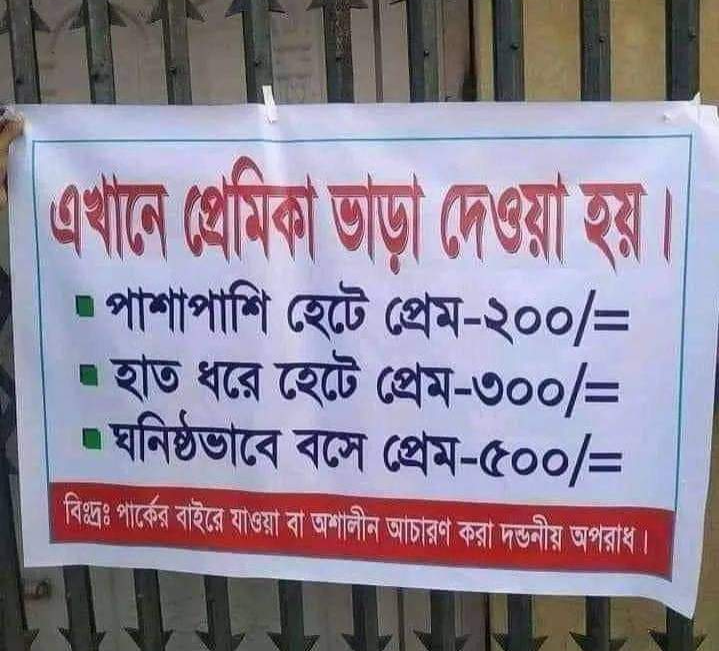 এখানে প্রেমিকা ভাড়া দেওয়া হয়।
পাশাপাশি হেটে প্রেম-২০০/=
হাত ধরে হেটে প্রেম-৩০০/=
ঘনিষ্ঠভাবে বসে প্রেম-৫০০/=
বিঃদ্রঃ পার্কের বাইরে যাওয়া বা অশালীন আচারণ করা দন্ডনীয় অপরাধ।